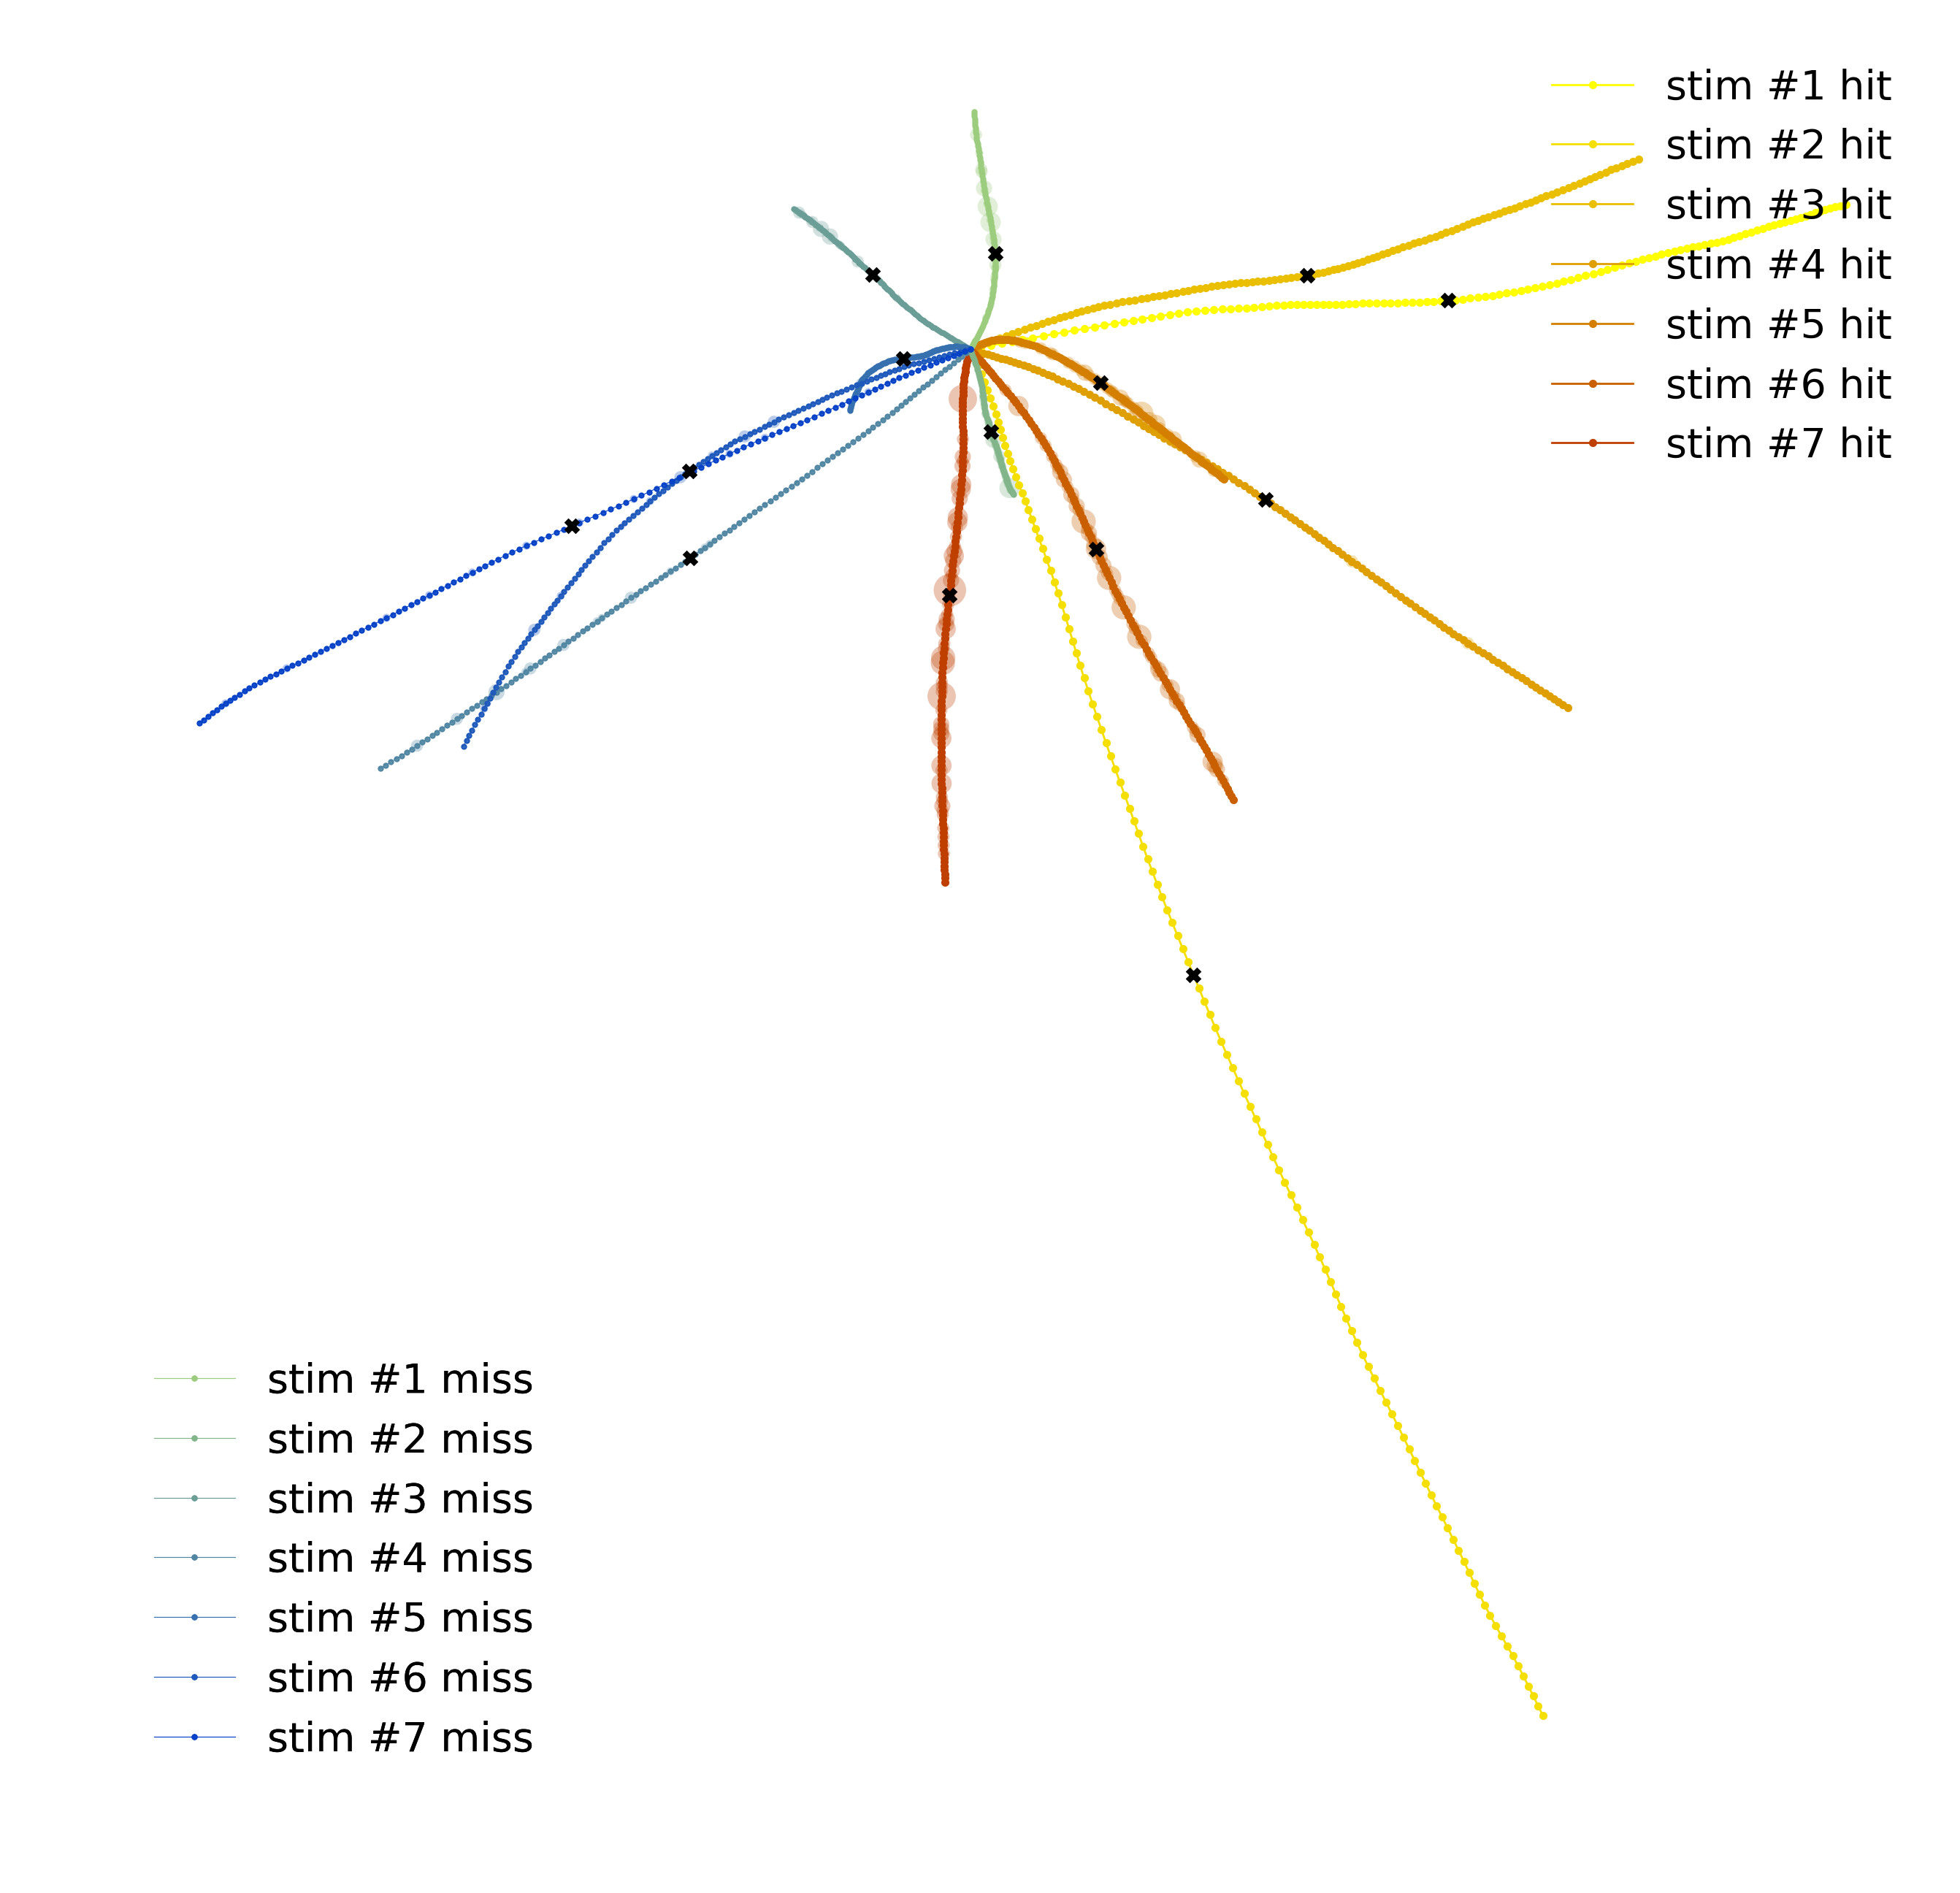 stim #1 hit
stim #2 hit
stim #3 hit
stim #4 hit
stim #5 hit
stim #6 hit
stim #7 hit
stim #1 miss
stim #2 miss
stim #3 miss
stim #4 miss
stim #5 miss
stim #6 miss
stim #7 miss